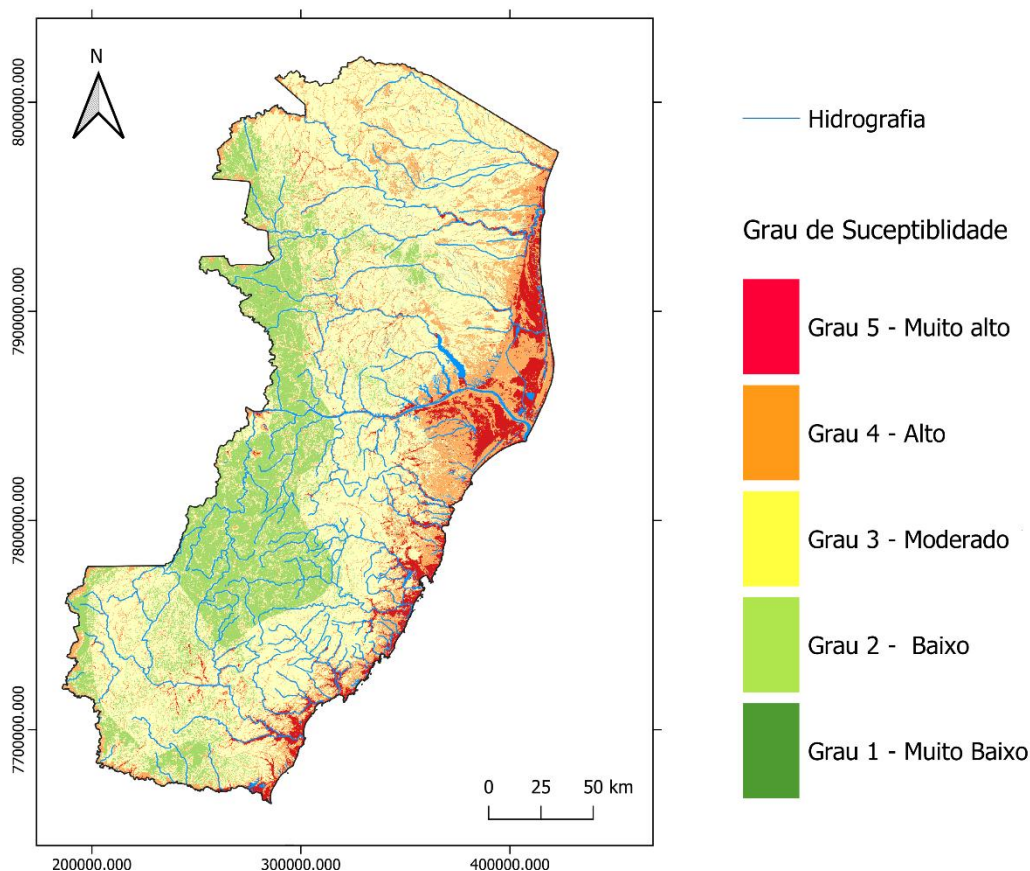 N
8000000.000
7900000.000
7800000.000
7700000.000
0 25 50 km
200000.000 300000.000 400000.000
Hidrografia
Grau de Suceptiblidade
Grau 5 - Muito alto
Grau 4 - Alto
Grau 3 - Moderado
Grau 2 - Baixo
Grau 1 - Muito Baixo